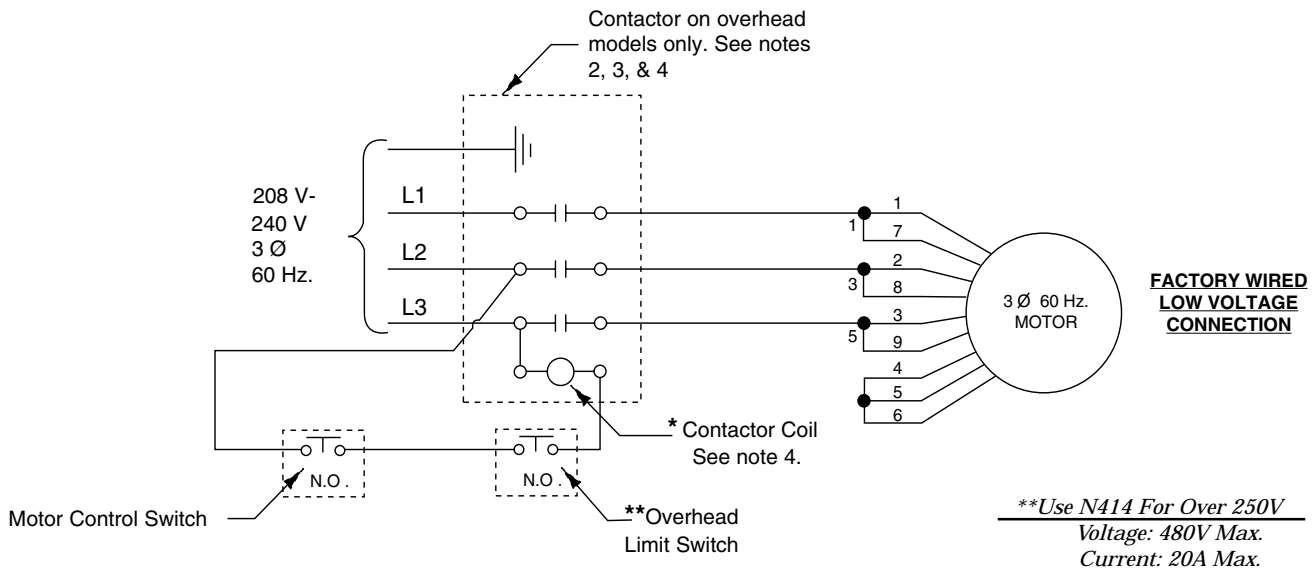 Contactor on overhead
models only. See notes
2, 3, & 4
208 V-
240 V
3 Ø
60 Hz.
L1
L2
L3
1
1
7
2
3
8
3
5
9
4
5
6
3 Ø 60 Hz.
MOTOR
FACTORY WIRED
LOW VOLTAGE
CONNECTION
* Contactor Coil
See note 4.
N.O .
N.O .
Motor Control Switch
**Overhead
Limit Switch
**Use N414 For Over 250V
Voltage: 480V Max.
Current: 20A Max.